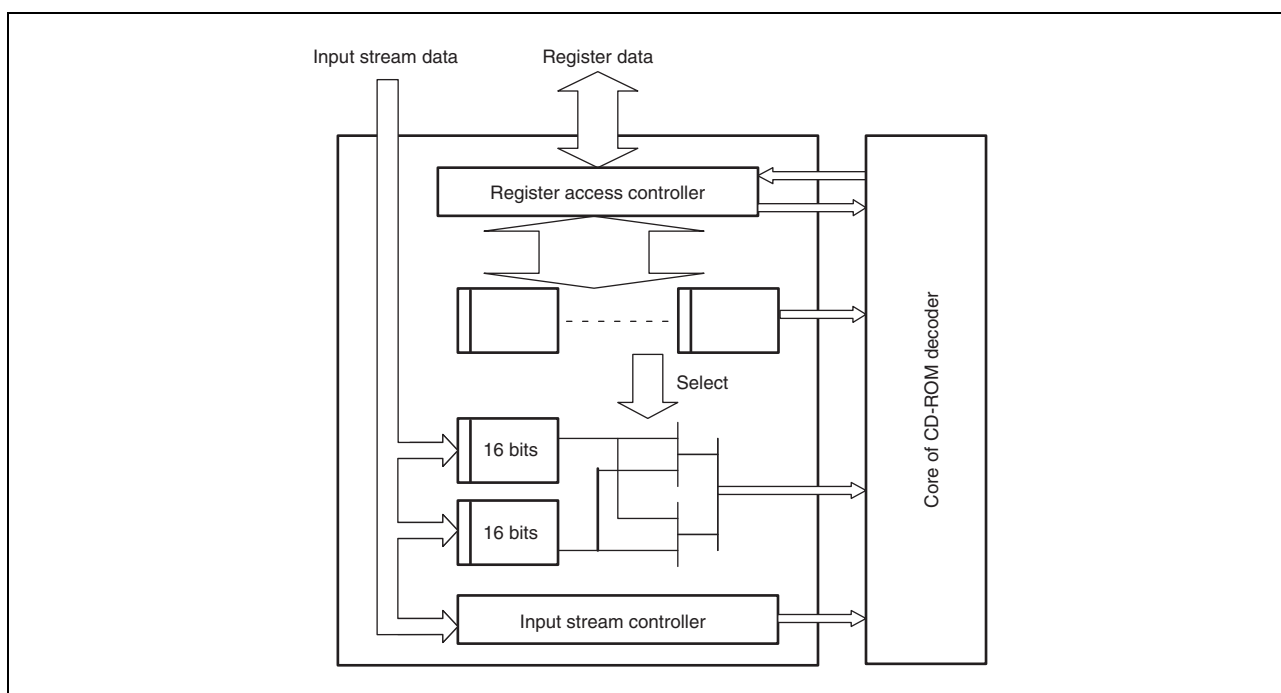 Input stream data
Register data
Register access controller
Select
16 bits
16 bits
Input stream controller
Core of CD-ROM decoder